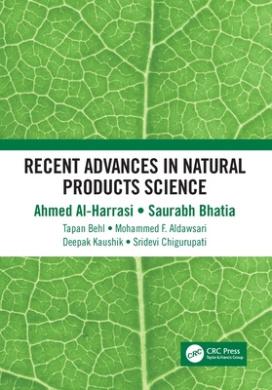 RECENT ADVANCES IN NATURAL
PRODUCTS SCIENCE
Ahmed Al-Harrasi • Saurabh Bhatia
Tapan Behl • Mohammed F. Aldawsari
Deepak Kaushik • Sridevi Chigurupati
CRC
CRC Press
Taylor & Francis Group